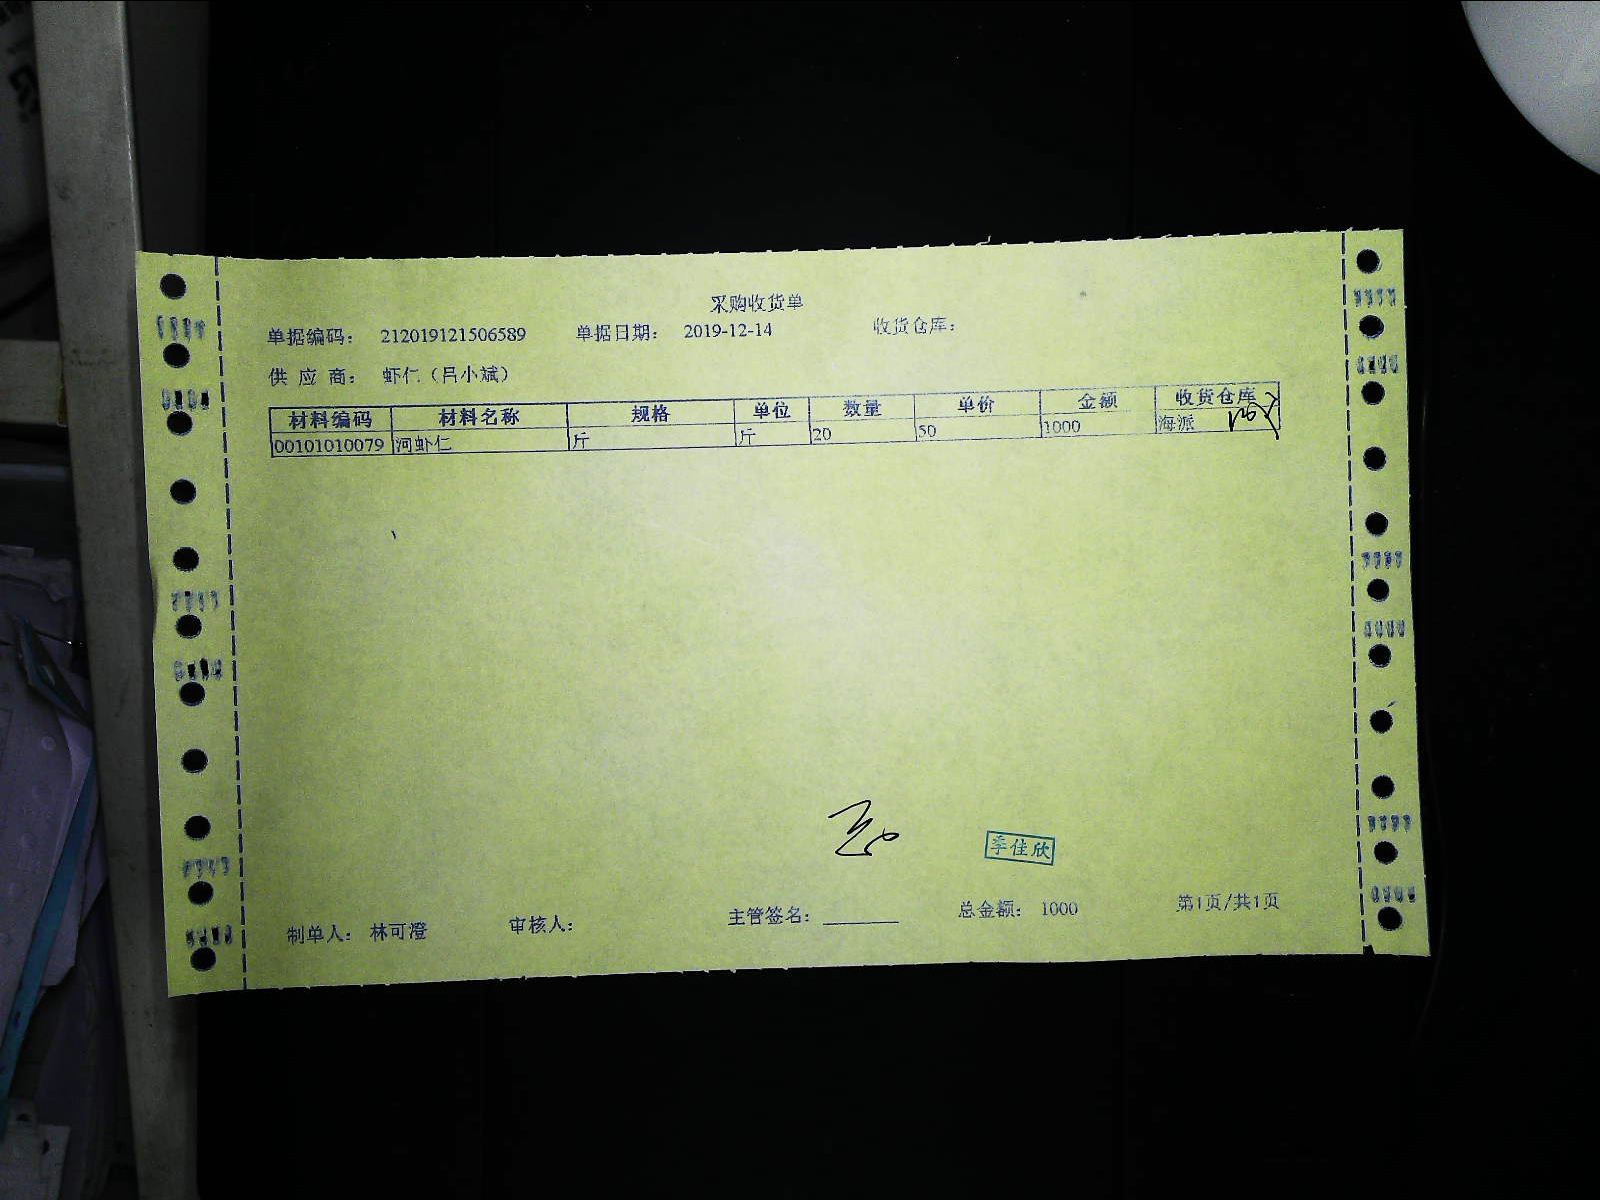 采购收货单
单据编码： 212019121506589 单据日期： 2019-12-14 收货仓库：
供 应 商： 虾仁（吕小斌）
材料编码 材料名称 规格 单位 数量 单价 金额 收货仓库
00101010079 河虾仁 斤 斤 20 50 1000 海派
季佳欣
制单人： 林可澄 审核人： 主管签名： 总金额： 1000 第1页/共1页